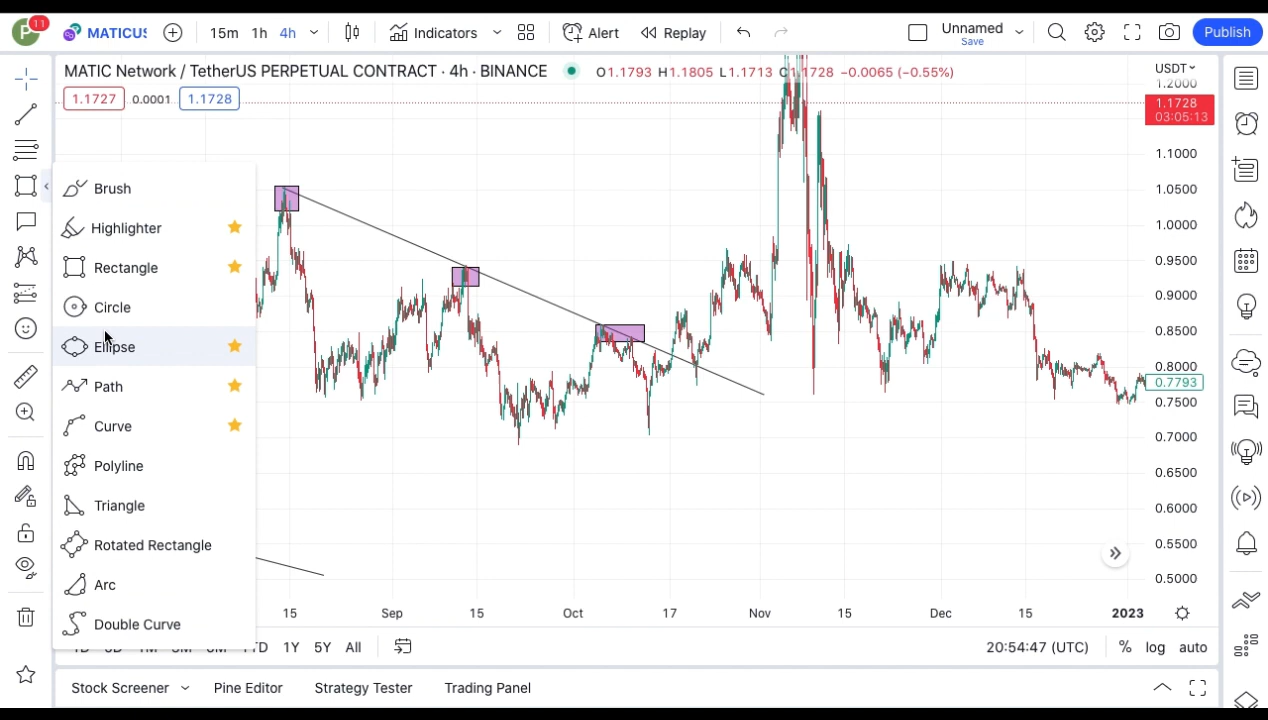 P 11 MATICUS 15m 1h 4h Indicators Alert Replay Unnamed Save Publish
MATIC Network / TetherUS PERPETUAL CONTRACT · 4h · BINANCE O1.1793 H1.1805 L1.1713 C1.1728 −0.0065 (−0.55%)
1.1727 0.0001 1.1728
USDT
1.2000
1.1728
03:05:13
1.1000
1.0500
1.0000
0.9500
0.9000
0.8500
0.8000
0.7793
0.7500
0.7000
0.6500
0.6000
0.5500
0.5000
Brush
Highlighter
Rectangle
Circle
Ellipse
Path
Curve
Polyline
Triangle
Rotated Rectangle
Arc
Double Curve
15 Sep 15 Oct 17 Nov 15 Dec 15 2023
1Y 5Y All 20:54:47 (UTC) % log auto
Stock Screener Pine Editor Strategy Tester Trading Panel